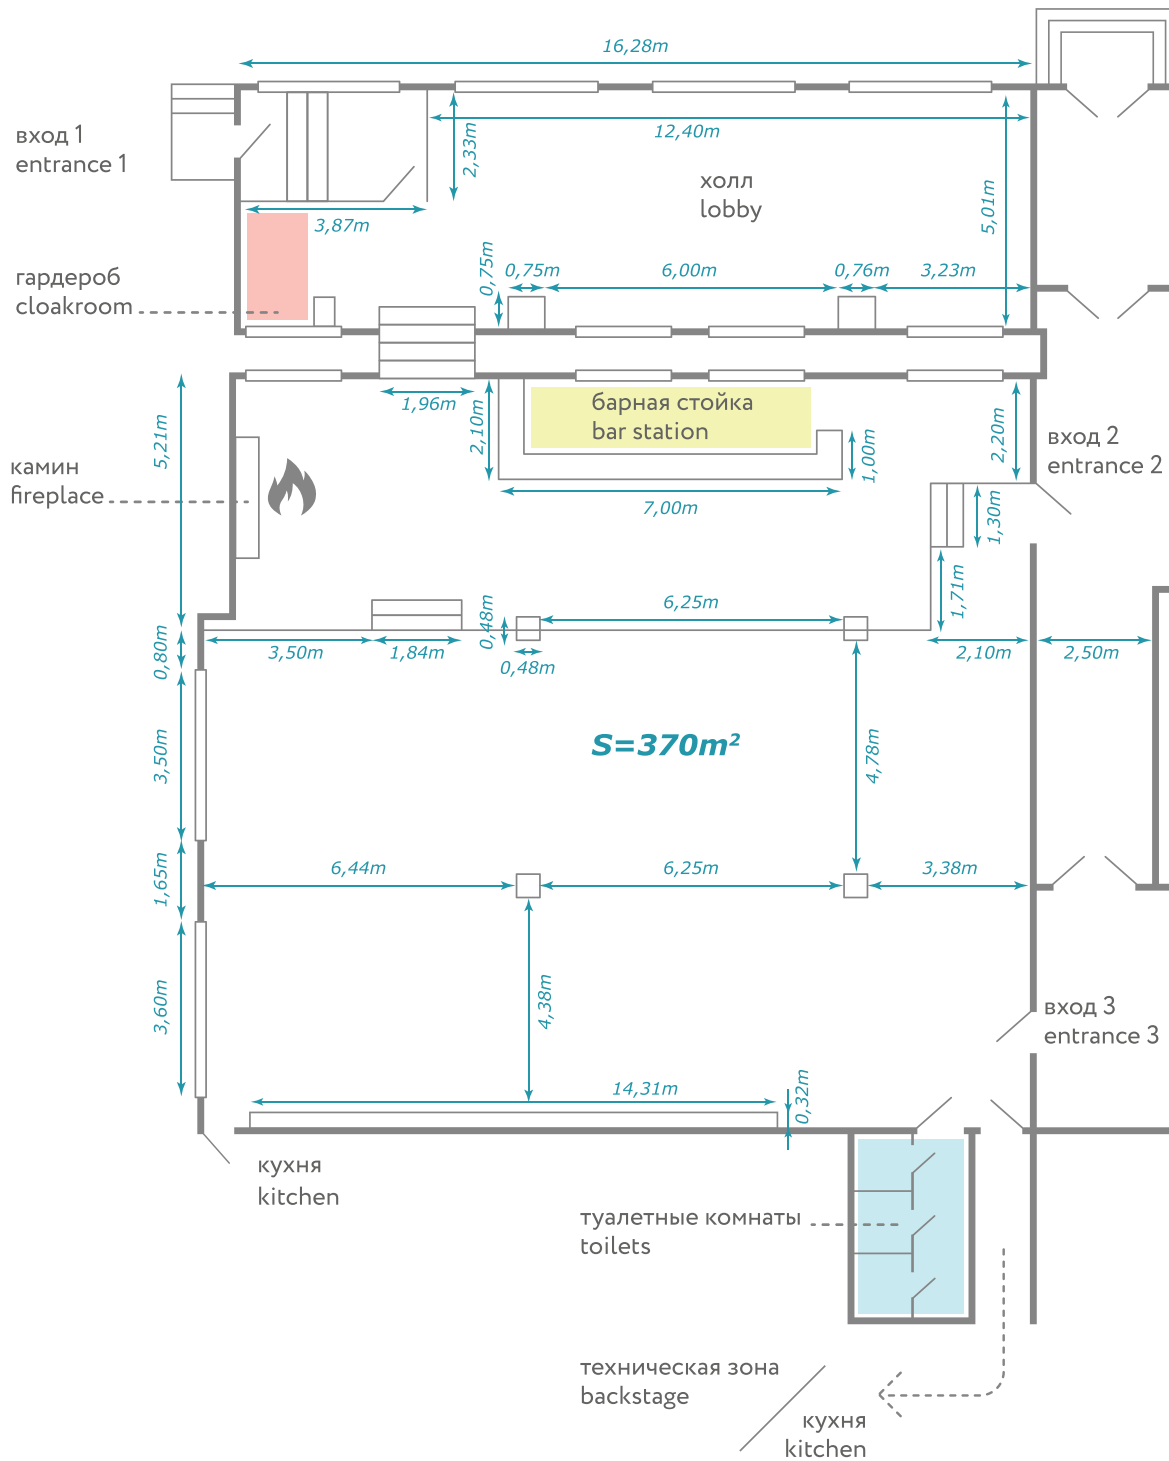 16,28m
вход 1
entrance 1
2,33m
12,40m
холл
lobby
5,01m
3,87m
гардероб
cloakroom
0,75m
0,75m
6,00m
0,76m
3,23m
1,96m
2,10m
барная стойка
bar station
1,00m
2,20m
7,00m
5,21m
камин
fireplace
вход 2
entrance 2
1,30m
1,71m
6,25m
0,48m
0,48m
3,50m
1,84m
2,10m
2,50m
0,80m
3,50m
S=370m²
4,78m
1,65m
6,44m
6,25m
3,38m
3,60m
4,38m
вход 3
entrance 3
14,31m
0,32m
кухня
kitchen
туалетные комнаты
toilets
техническая зона
backstage
кухня
kitchen